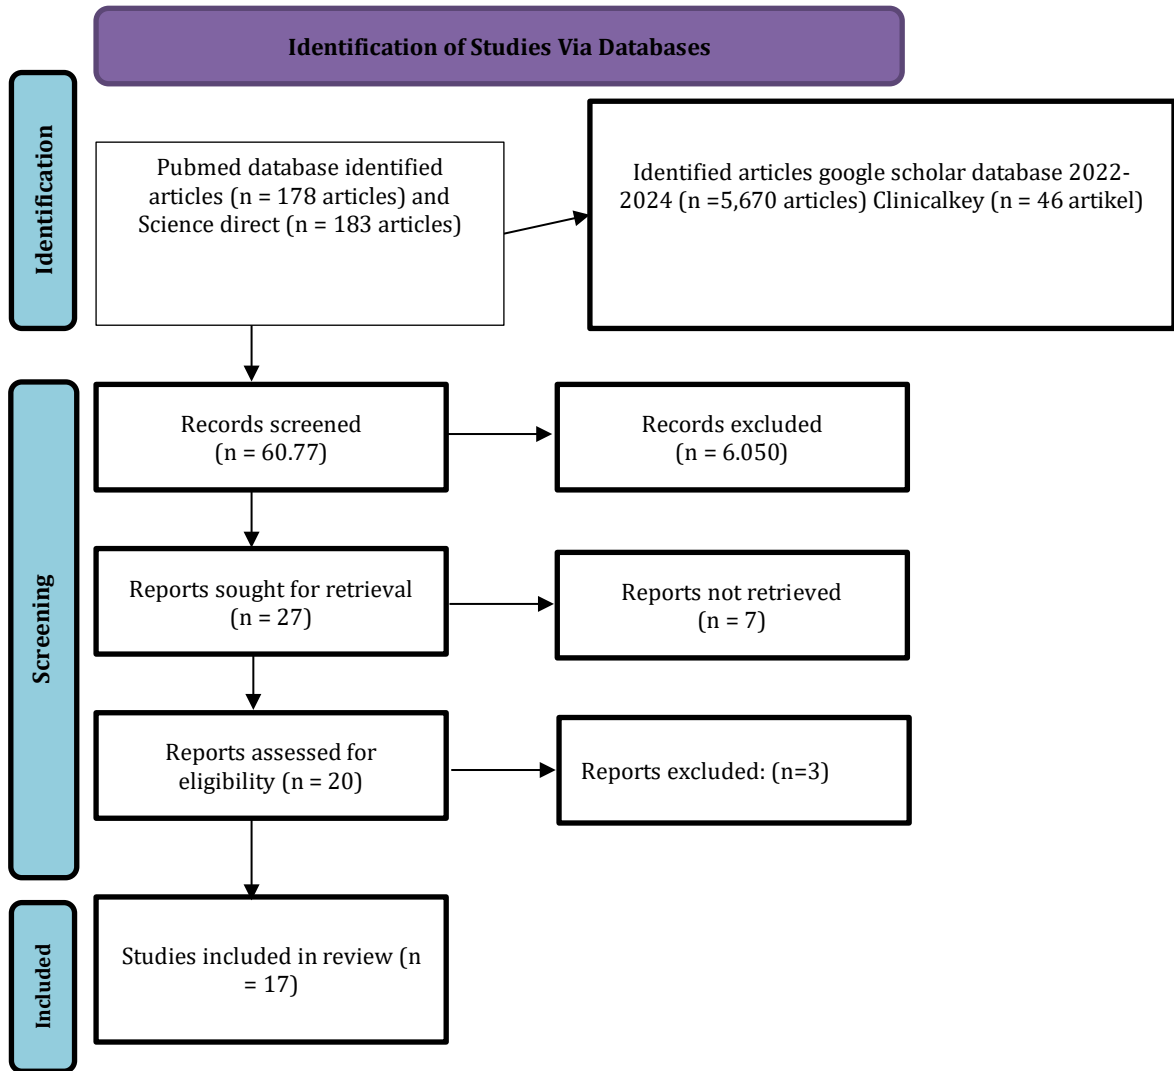 Identification of Studies Via Databases
Identification
Pubmed database identified
articles (n = 178 articles) and
Science direct (n = 183 articles)
Identified articles google scholar database 2022-
2024 (n =5,670 articles) Clinicalkey (n = 46 artikel)
Screening
Records screened
(n = 60.77)
Records excluded
(n = 6.050)
Reports sought for retrieval
(n = 27)
Reports not retrieved
(n = 7)
Reports assessed for
eligibility (n = 20)
Reports excluded: (n=3)
Included
Studies included in review (n
= 17)